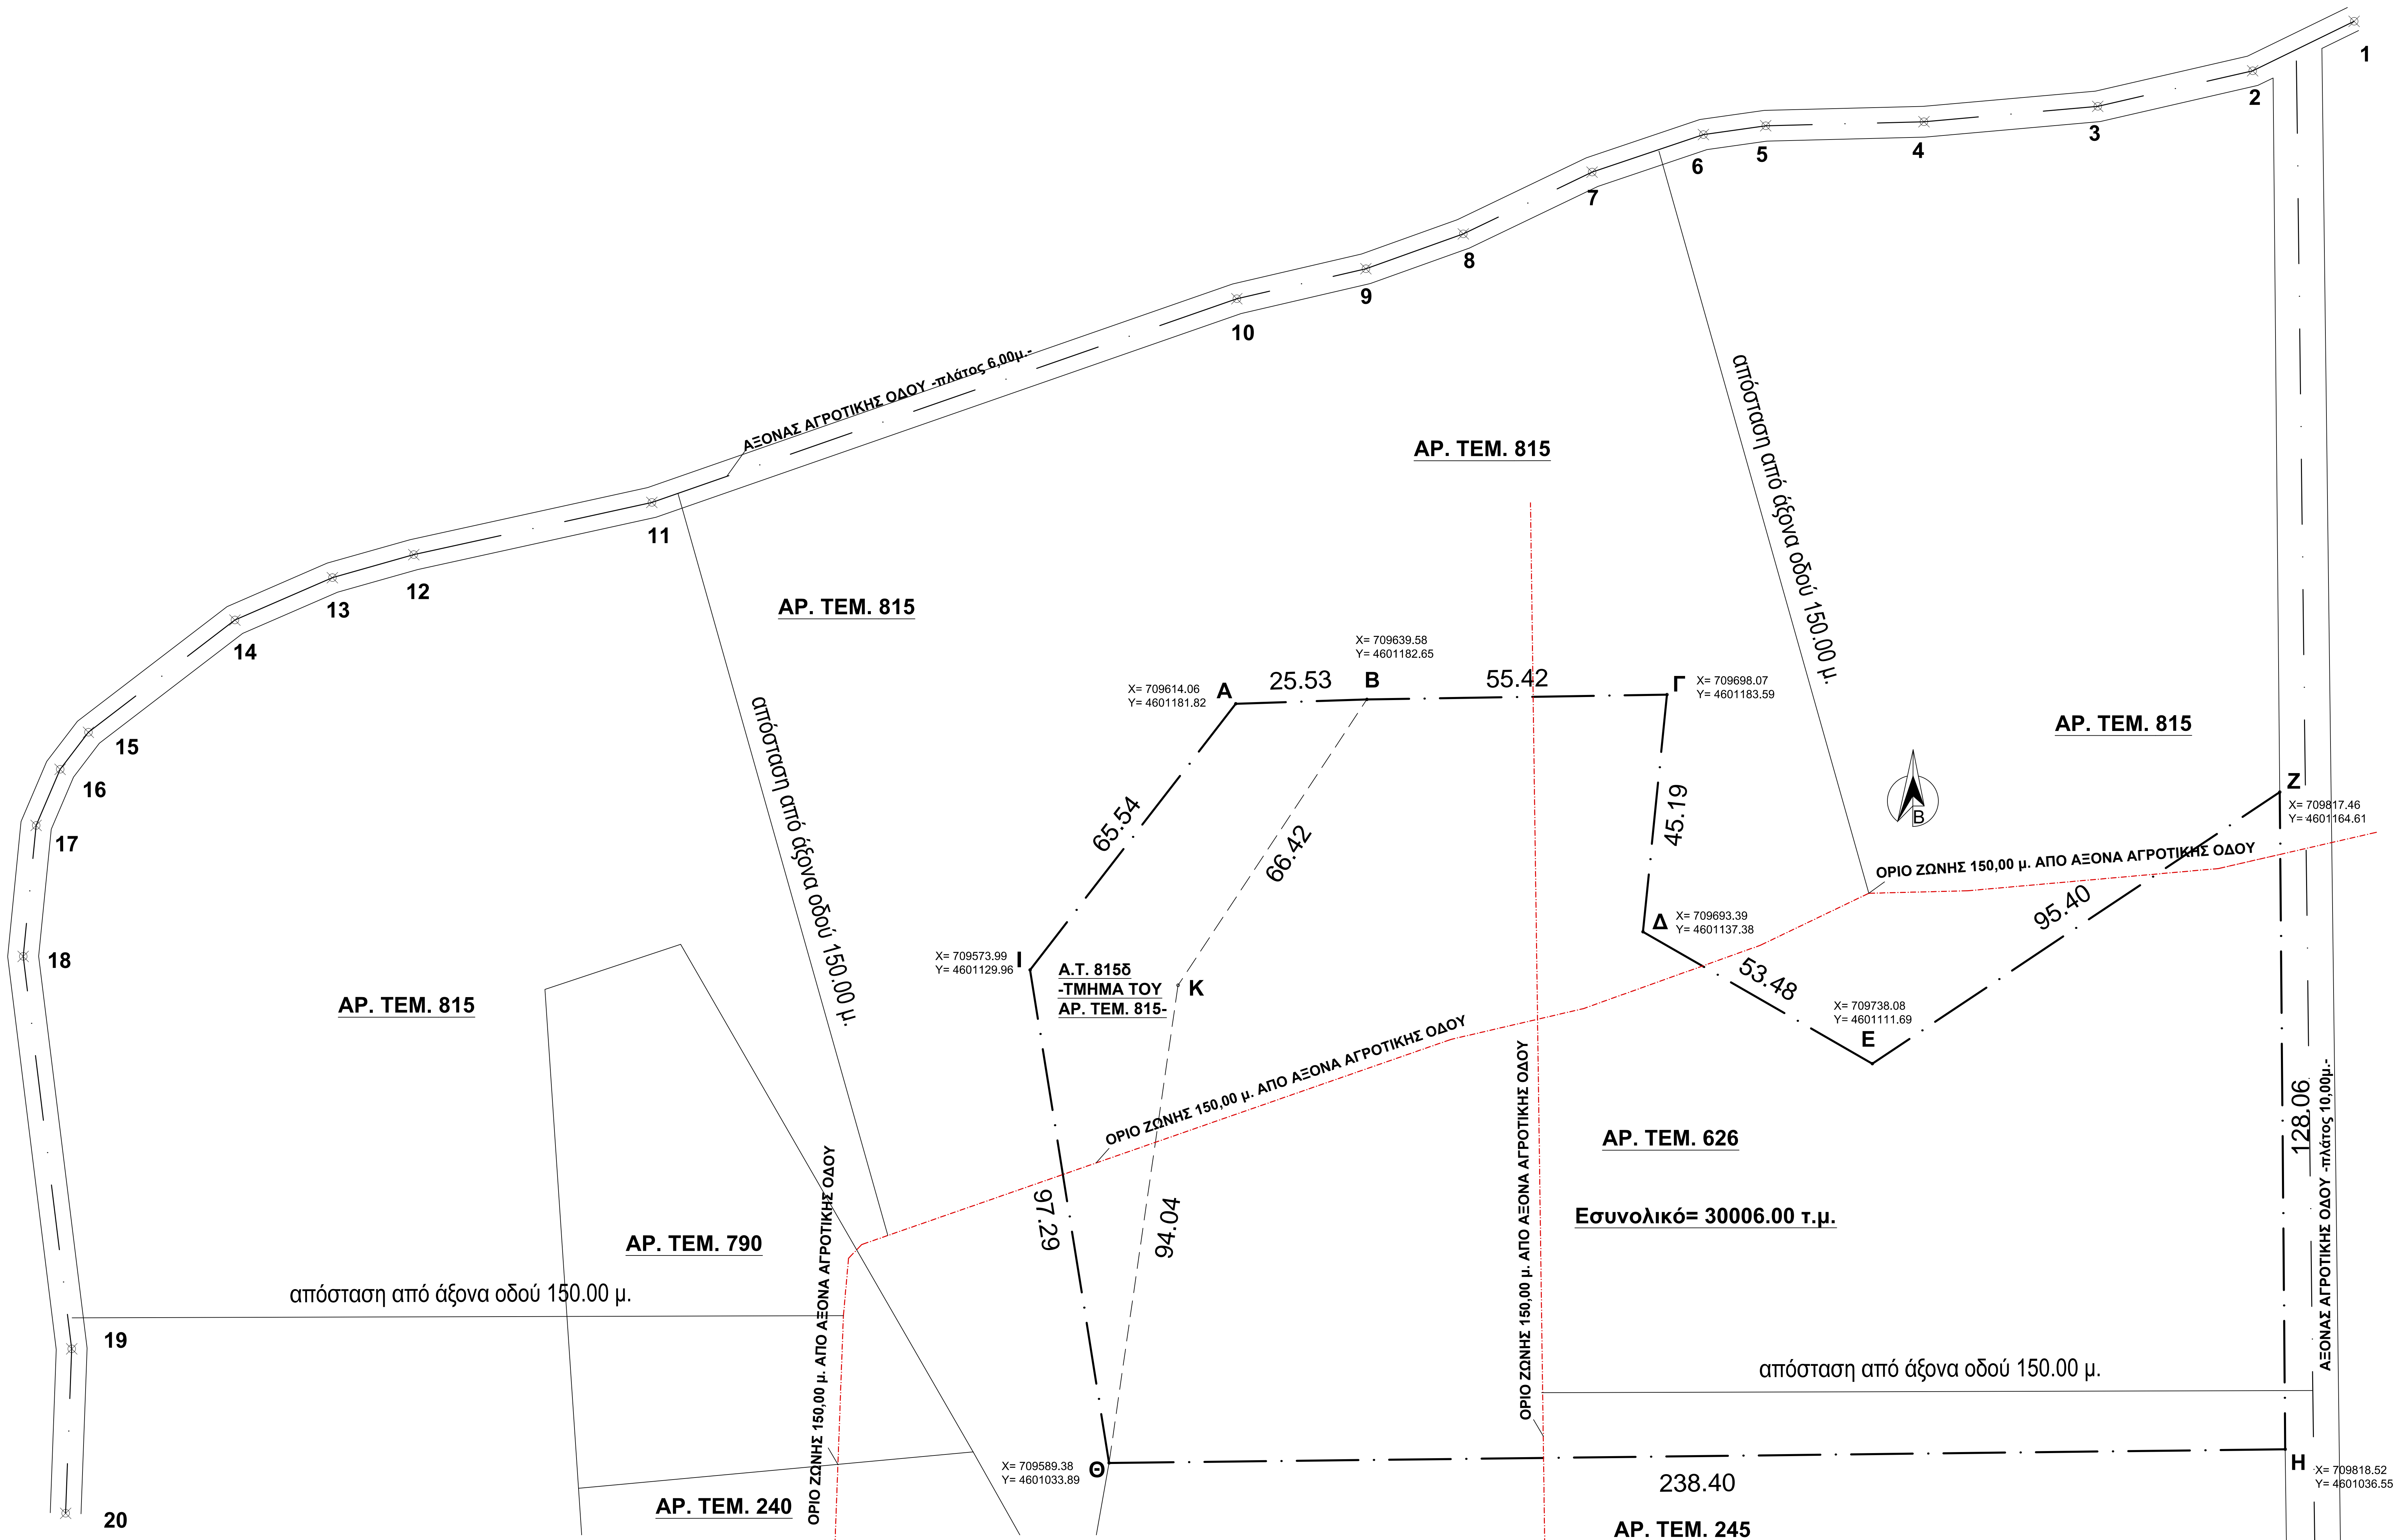 1
2
3
4
5
6
7
8
9
10
11
12
13
14
15
16
17
18
19
20
ΑΞΟΝΑΣ ΑΓΡΟΤΙΚΗΣ ΟΔΟΥ -πλάτος 6,00μ.-
απόσταση από άξονα οδού 150.00 μ.
ΑΡ. ΤΕΜ. 815
ΑΡ. ΤΕΜ. 815
X= 709639.58
Y= 4601182.65
X= 709614.06
Y= 4601181.82
Α
25.53
Β
55.42
Γ
X= 709698.07
Y= 4601183.59
ΑΡ. ΤΕΜ. 815
απόσταση από άξονα οδού 150.00 μ.
Ζ
X= 709817.46
Y= 4601164.61
Β
65.54
66.42
45.19
ΟΡΙΟ ΖΩΝΗΣ 150,00 μ. ΑΠΟ ΑΞΟΝΑ ΑΓΡΟΤΙΚΗΣ ΟΔΟΥ
95.40
Δ
X= 709693.39
Y= 4601137.38
53.48
X= 709573.99
Y= 4601129.96
Ι
Α.Τ. 815δ
-ΤΜΗΜΑ ΤΟΥ
ΑΡ. ΤΕΜ. 815-
Κ
ΑΡ. ΤΕΜ. 815
X= 709738.08
Y= 4601111.69
Ε
ΟΡΙΟ ΖΩΝΗΣ 150,00 μ. ΑΠΟ ΑΞΟΝΑ ΑΓΡΟΤΙΚΗΣ ΟΔΟΥ
ΑΡ. ΤΕΜ. 626
128.06
ΑΞΟΝΑΣ ΑΓΡΟΤΙΚΗΣ ΟΔΟΥ -πλάτος 10,00μ.-
Εσυνολικό= 30006.00 τ.μ.
97.29
94.04
ΑΡ. ΤΕΜ. 790
απόσταση από άξονα οδού 150.00 μ.
ΟΡΙΟ ΖΩΝΗΣ 150,00 μ. ΑΠΟ ΑΞΟΝΑ ΑΓΡΟΤΙΚΗΣ ΟΔΟΥ
ΟΡΙΟ ΖΩΝΗΣ 150,00 μ. ΑΠΟ ΑΞΟΝΑ ΑΓΡΟΤΙΚΗΣ ΟΔΟΥ
απόσταση από άξονα οδού 150.00 μ.
X= 709589.38
Y= 4601033.89
Θ
238.40
Η
X= 709818.52
Y= 4601036.55
ΑΡ. ΤΕΜ. 240
ΑΡ. ΤΕΜ. 245